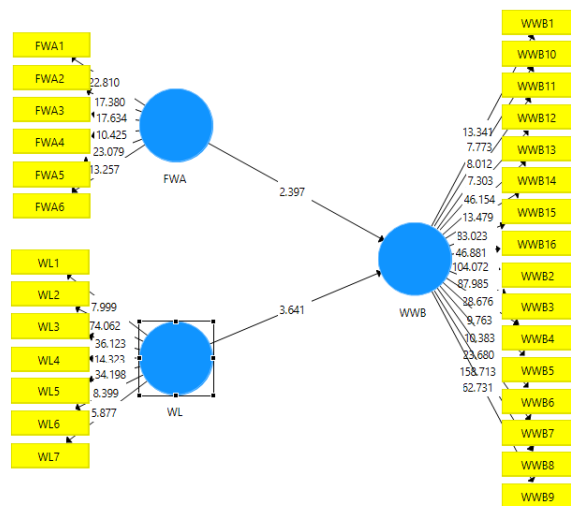 FWA1
FWA2
FWA3
FWA4
FWA5
FWA6
22.810
17.380
17.634
10.425
23.079
13.257
FWA
2.397
WL1
WL2
WL3
WL4
WL5
WL6
WL7
7.999
74.062
36.123
14.323
34.198
8.399
5.877
WL
3.641
WWB
13.341
7.773
8.012
7.303
46.154
13.479
83.023
46.881
104.072
87.985
28.676
9.763
10.383
23.680
158.713
62.731
WWB1
WWB10
WWB11
WWB12
WWB13
WWB14
WWB15
WWB16
WWB2
WWB3
WWB4
WWB5
WWB6
WWB7
WWB8
WWB9